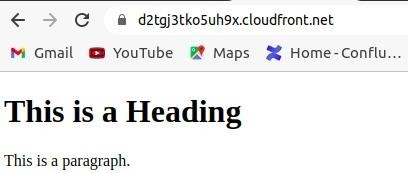 d2tgj3tko5uh9x.cloudfront.net
Gmail YouTube Maps Home - Conflu...
This is a Heading
This is a paragraph.